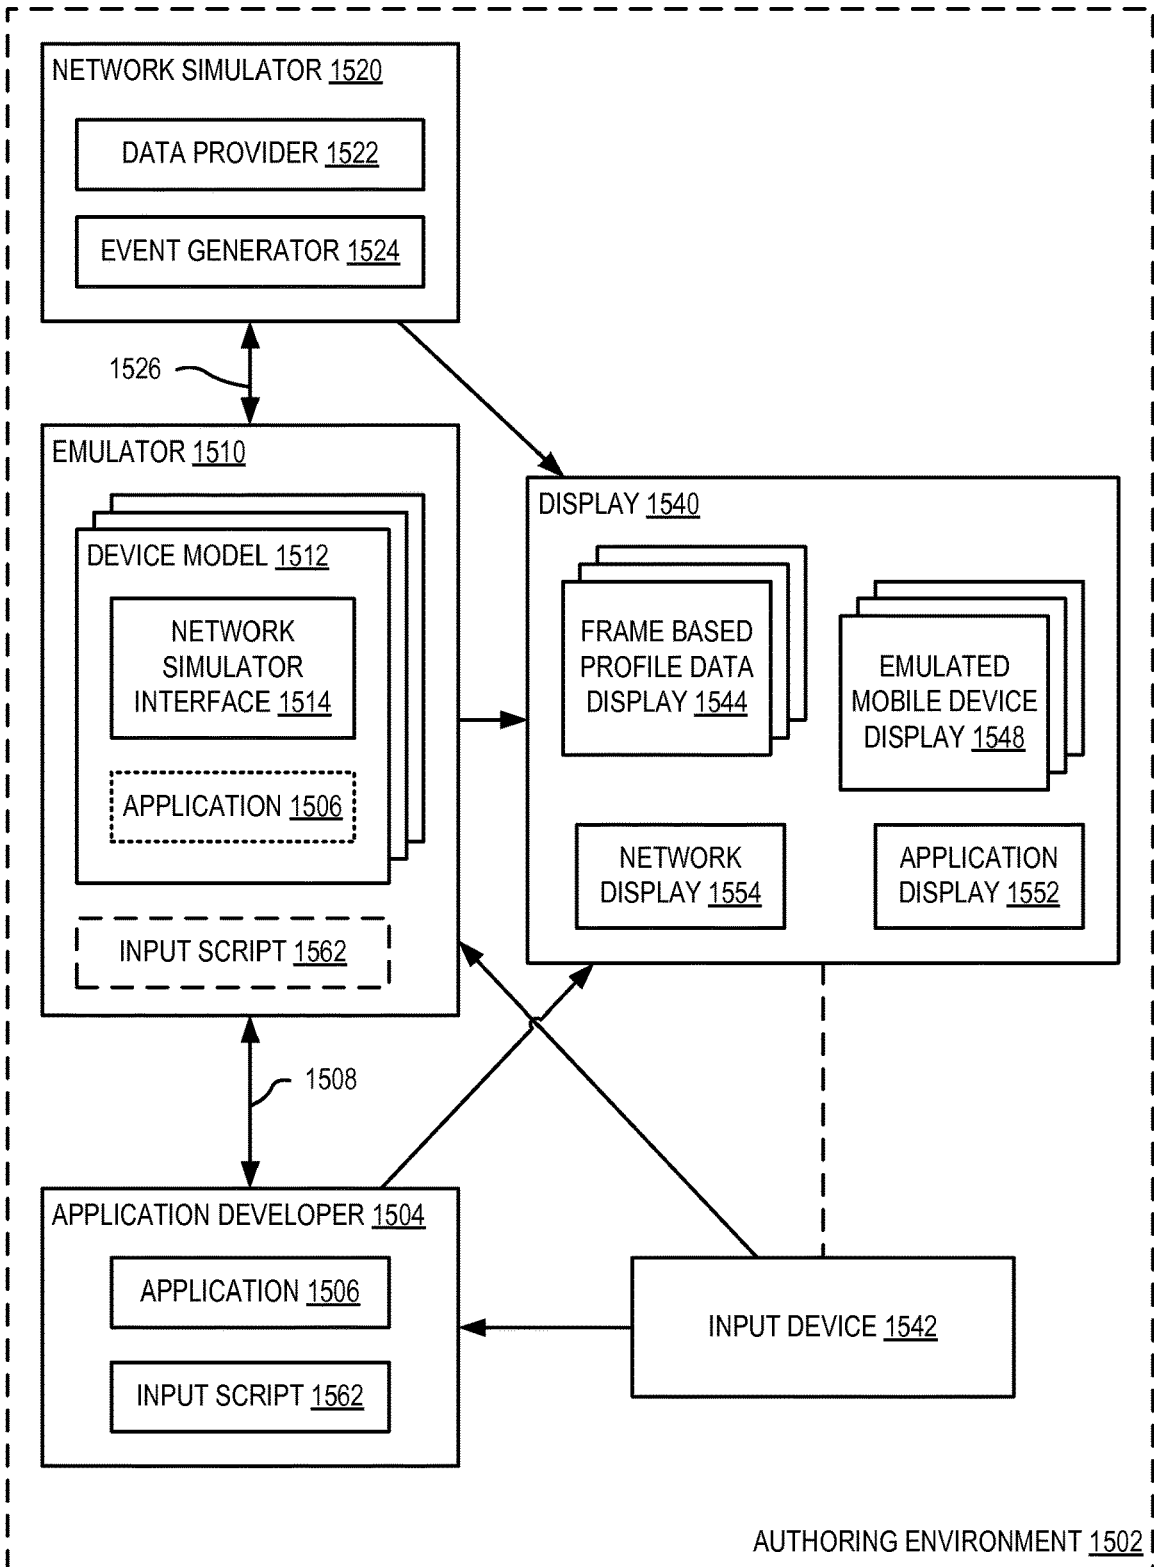 NETWORK SIMULATOR 1520
DATA PROVIDER 1522
EVENT GENERATOR 1524
1526
EMULATOR 1510
DEVICE MODEL 1512
NETWORK
SIMULATOR
INTERFACE 1514
APPLICATION 1506
INPUT SCRIPT 1562
DISPLAY 1540
FRAME BASED
PROFILE DATA
DISPLAY 1544
EMULATED
MOBILE DEVICE
DISPLAY 1548
NETWORK
DISPLAY 1554
APPLICATION
DISPLAY 1552
1508
APPLICATION DEVELOPER 1504
APPLICATION 1506
INPUT SCRIPT 1562
INPUT DEVICE 1542
AUTHORING ENVIRONMENT 1502